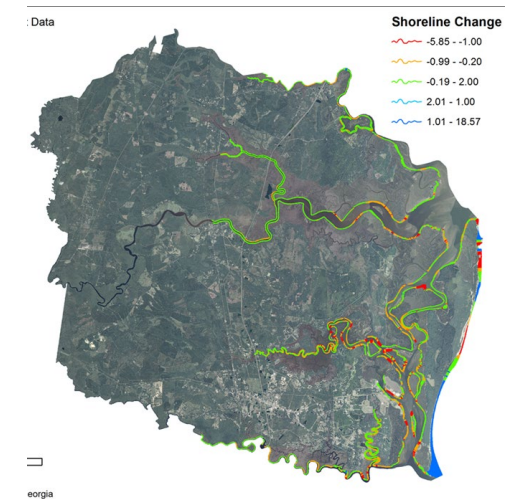 Data
Shoreline Change
-5.85 - -1.00
-0.99 - -0.20
-0.19 - 2.00
2.01 - 1.00
1.01 - 18.57
eorgia